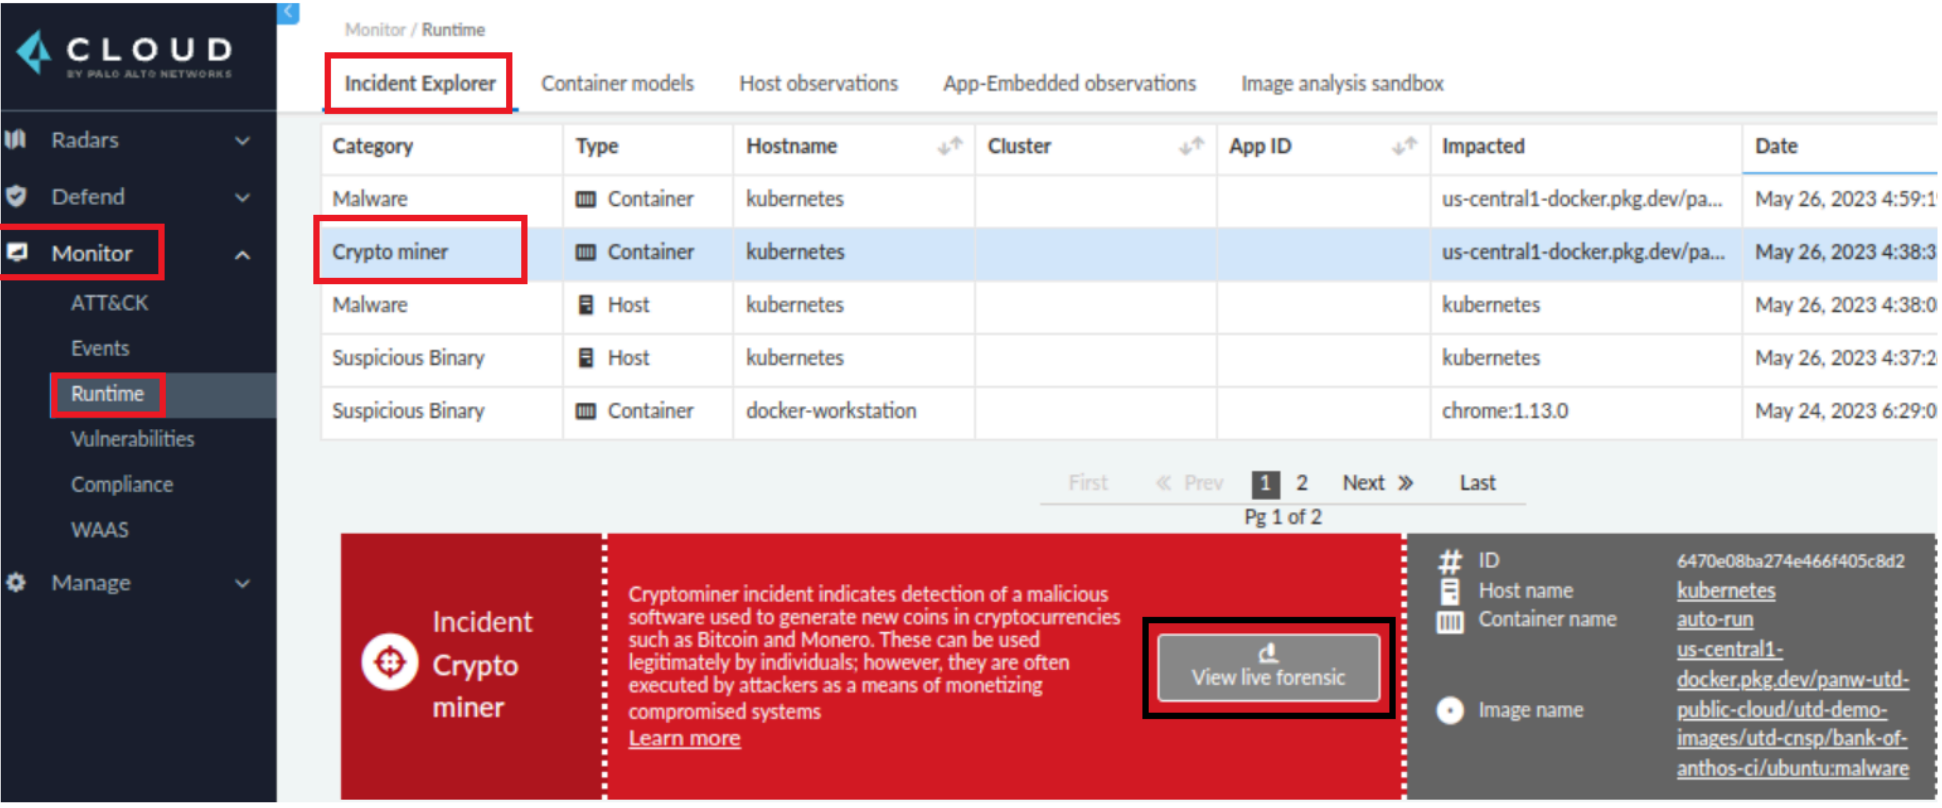 CLOUD
BY PALO ALTO NETWORKS
Radars
Defend
Monitor
ATT&CK
Events
Runtime
Vulnerabilities
Compliance
WAAS
Manage
Monitor / Runtime
Incident Explorer Container models Host observations App-Embedded observations Image analysis sandbox
Category Type Hostname Cluster App ID Impacted Date
Malware Container kubernetes us-central1-docker.pkg.dev/pa... May 26, 2023 4:59:1
Crypto miner Container kubernetes us-central1-docker.pkg.dev/pa... May 26, 2023 4:38:3
Malware Host kubernetes kubernetes May 26, 2023 4:38:0
Suspicious Binary Host kubernetes kubernetes May 26, 2023 4:37:2
Suspicious Binary Container docker-workstation chrome:1.13.0 May 24, 2023 6:29:0
First « Prev 1 2 Next » Last
Pg 1 of 2
Incident
Crypto
miner
Cryptominer incident indicates detection of a malicious
software used to generate new coins in cryptocurrencies
such as Bitcoin and Monero. These can be used
legitimately by individuals; however, they are often
executed by attackers as a means of monetizing
compromised systems
Learn more
View live forensic
# ID 6470e08ba274e466f405c8d2
Host name kubernetes
Container name auto-run
Image name us-central1-
docker.pkg.dev/panw-utd-
public-cloud/utd-demo-
images/utd-cnsp/bank-of-
anthos-ci/ubuntu:malware